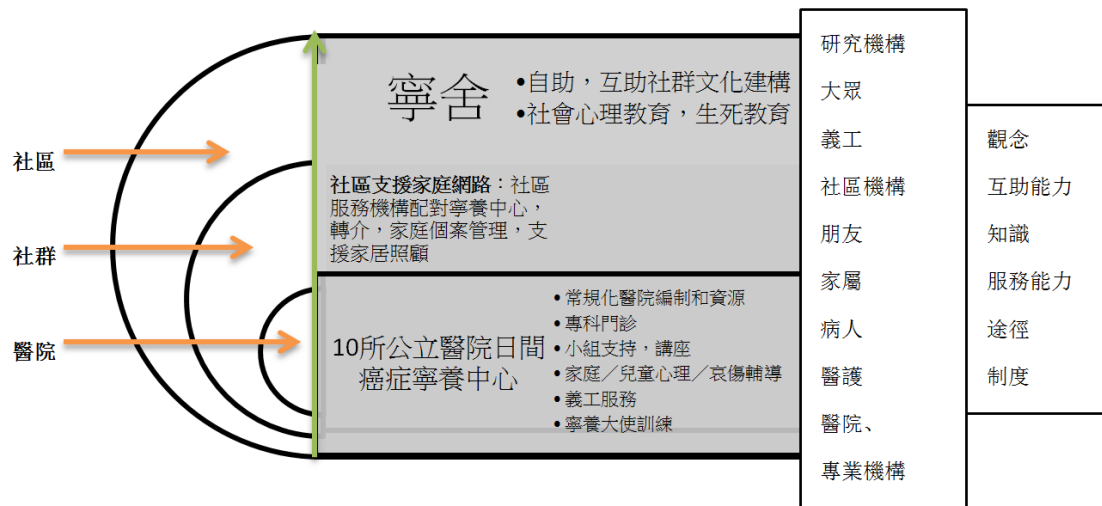 社區
社群
醫院
寧舍
•自助，互助社群文化建構
•社會心理教育，生死教育
社區支援家庭網路：社區
服務機構配對寧養中心，
轉介，家庭個案管理，支
援家居照顧
10所公立醫院日間
癌症寧養中心
•常規化醫院編制和資源
•專科門診
•小組支持，講座
•家庭／兒童心理／哀傷輔導
•義工服務
•寧養大使訓練
研究機構
大眾
義工
社區機構
朋友
家屬
病人
醫護
醫院、
專業機構
觀念
互助能力
知識
服務能力
途徑
制度